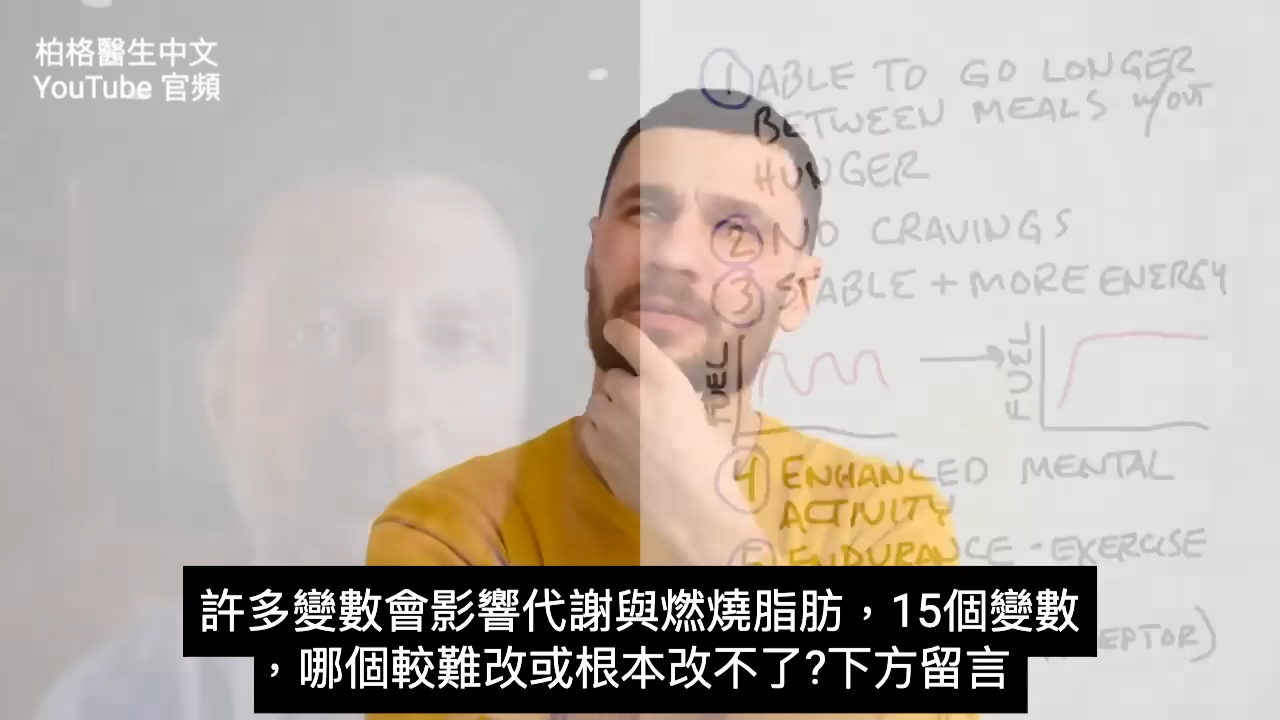 柏格醫生中文
YouTube 官頻
1 ABLE TO GO LONGER
BETWEEN MEALS w/out
HUNGER
2 NO CRAVINGS
3 STABLE + MORE ENERGY
FUEL
FUEL
4 ENHANCED MENTAL
ACTIVITY
5 ENDURANCE - EXERCISE
許多變數會影響代謝與燃燒脂肪，15個變數
，哪個較難改或根本改不了?下方留言